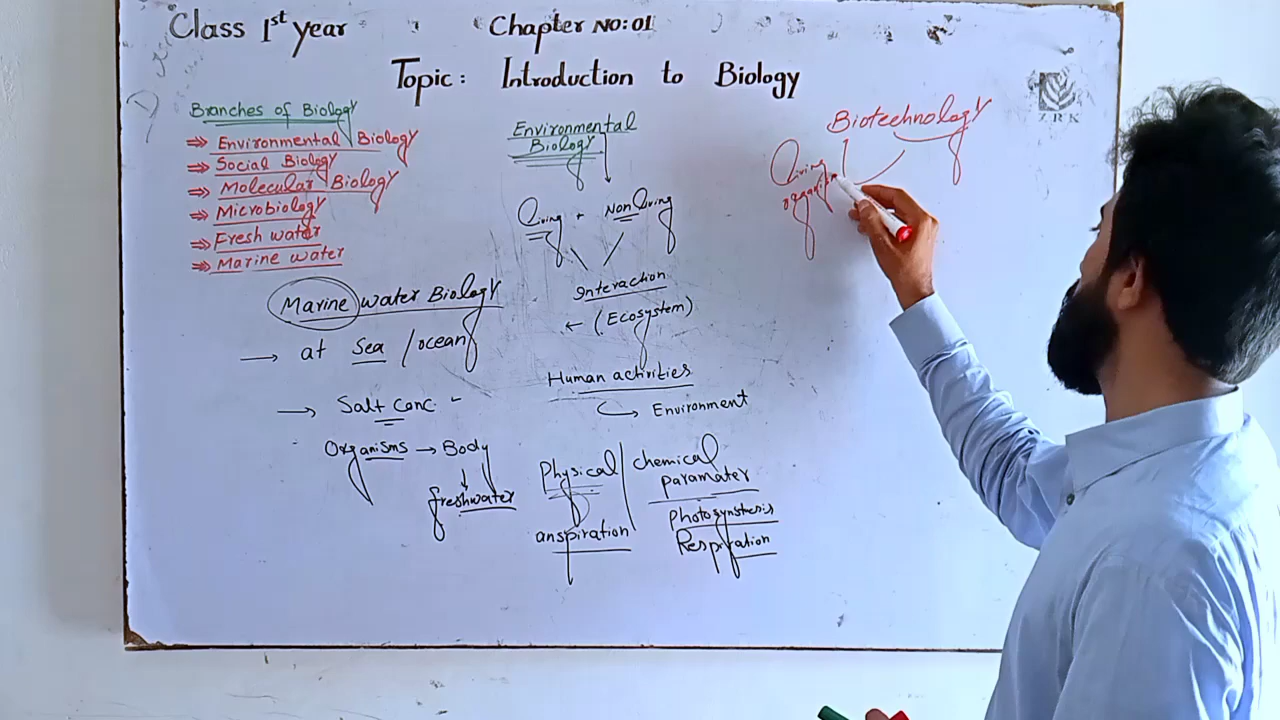 Class 1st year
Chapter NO:01
Topic: Introduction to Biology
Branches of Biology
⇒ Environmental Biology
⇒ Social Biology
⇒ Molecular Biology
⇒ Microbiology
⇒ Fresh water
⇒ Marine water
Marine water Biology
→ at Sea / ocean
→ Salt Conc
Organisms → Body
↓
freshwater
Environmental
Biology
living + Non living
Interaction
← (Ecosystem)
Human activities
Environment
Physical
anspiration
chemical
paramater
photosynstesis
Respiration
Biotechnology
living
ZRK